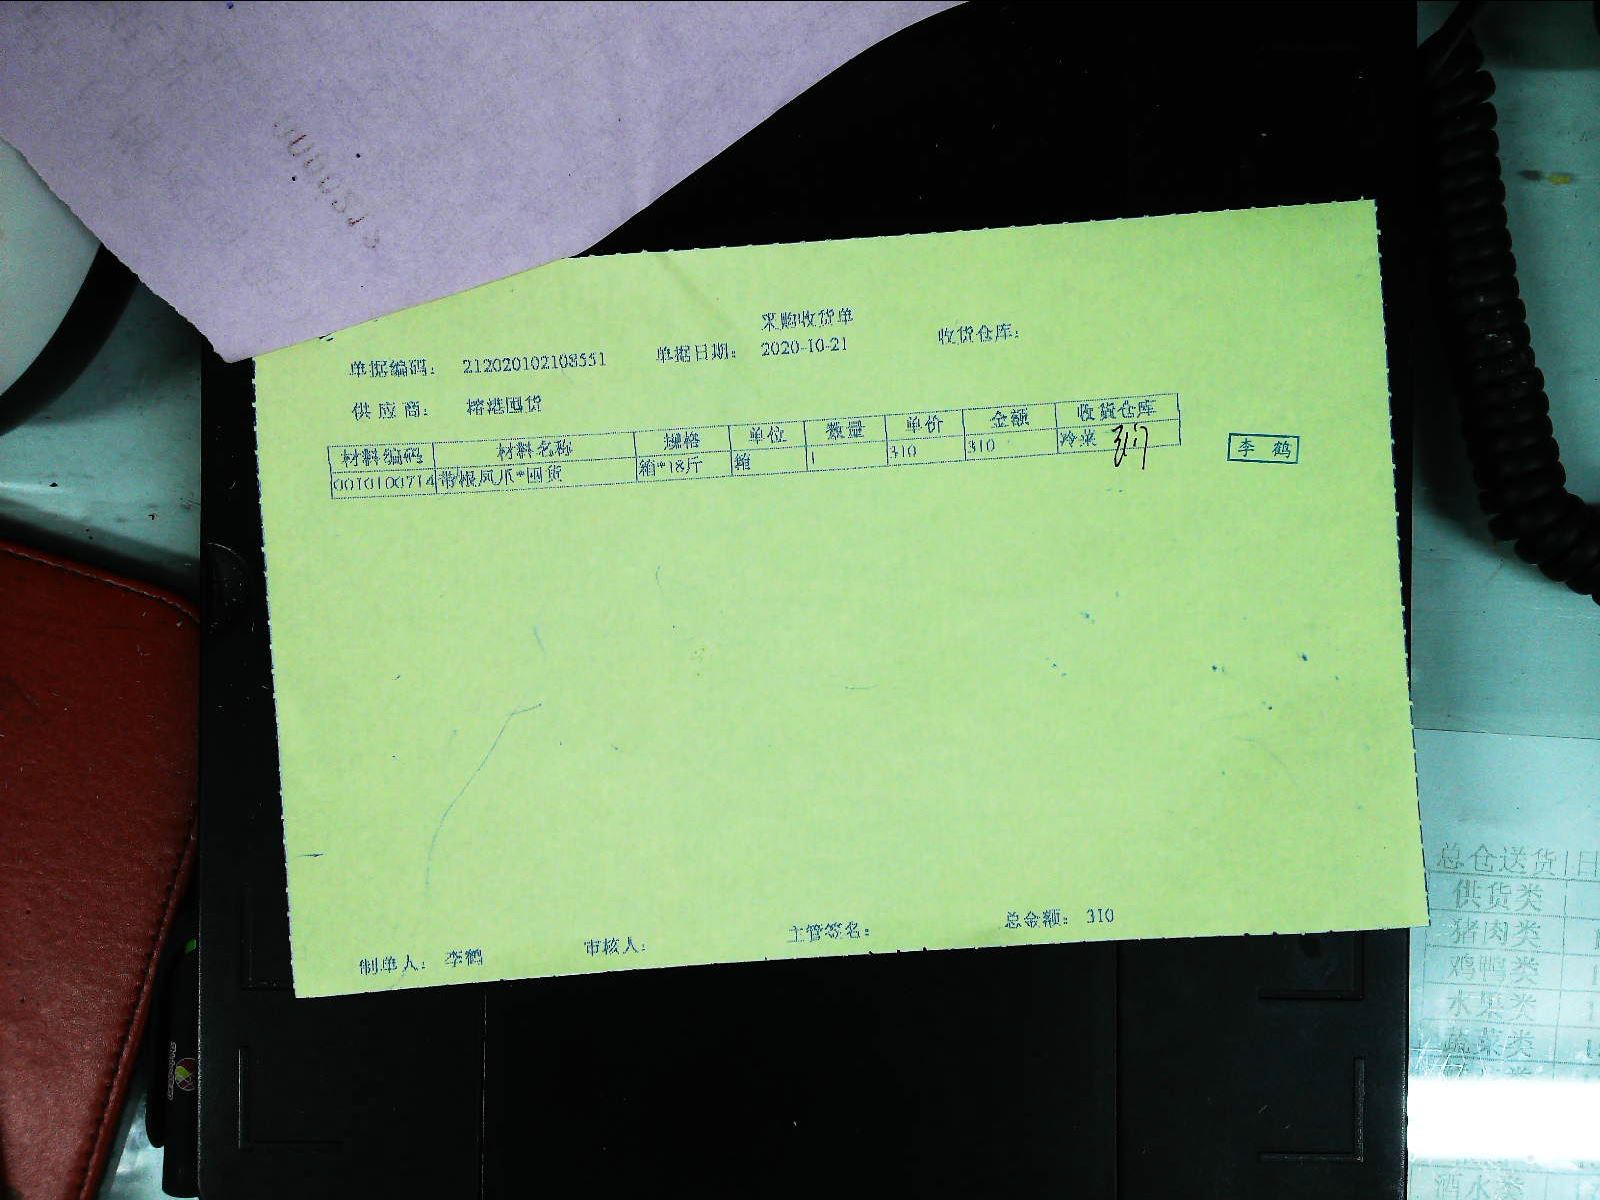 采购收货单
单据编码： 212020102108551 单据日期： 2020-10-21 收货仓库：
供应商： 榕港囤货
材料编码 材料名称 规格 单位 数量 单价 金额 收货仓库
0010100714 带根凤爪*囤货 箱*18斤 箱 1 310 310 冷菜
李鹤
制单人： 李鹤 审核人： 主管签名： 总金额： 310
总仓送货 日
供货类
猪肉类
鸡鸭类
水果类
蔬菜类
酒水类